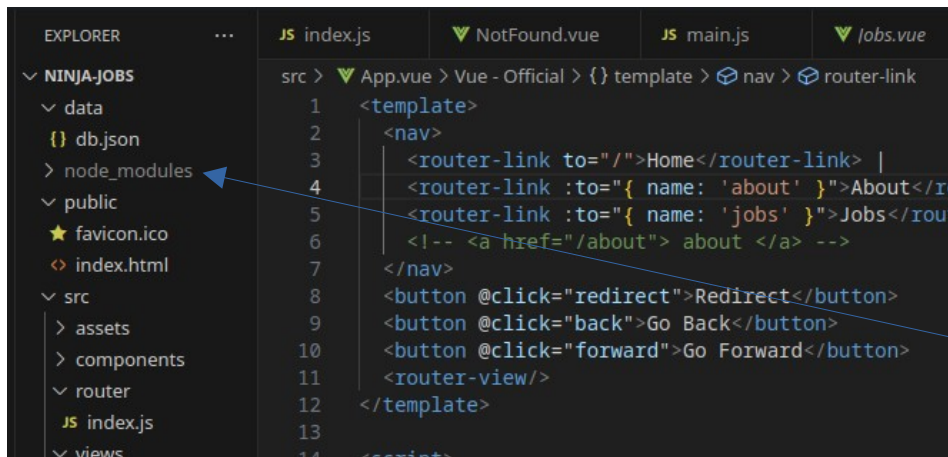 EXPLORER ...
NINJA-JOBS
data
{} db.json
node_modules
public
favicon.ico
<> index.html
src
assets
components
router
JS index.js
views
JS index.js NotFound.vue JS main.js Jobs.vue
src > App.vue > Vue - Official > {} template > nav > router-link
1 <template>
2 <nav>
3 <router-link to="/">Home</router-link> |
4 <router-link :to="{ name: 'about' }">About</r
5 <router-link :to="{ name: 'jobs' }">Jobs</rou
6 <!-- <a href="/about"> about </a> -->
7 </nav>
8 <button @click="redirect">Redirect</button>
9 <button @click="back">Go Back</button>
10 <button @click="forward">Go Forward</button>
11 <router-view/>
12 </template>
13
14 <script>